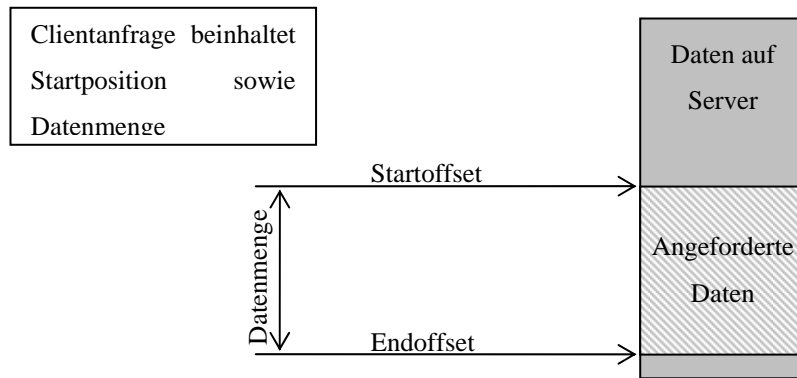 Clientanfrage beinhaltet
Startposition sowie
Datenmenge
Daten auf
Server
Startoffset
Datenmenge
Angeforderte
Daten
Endoffset